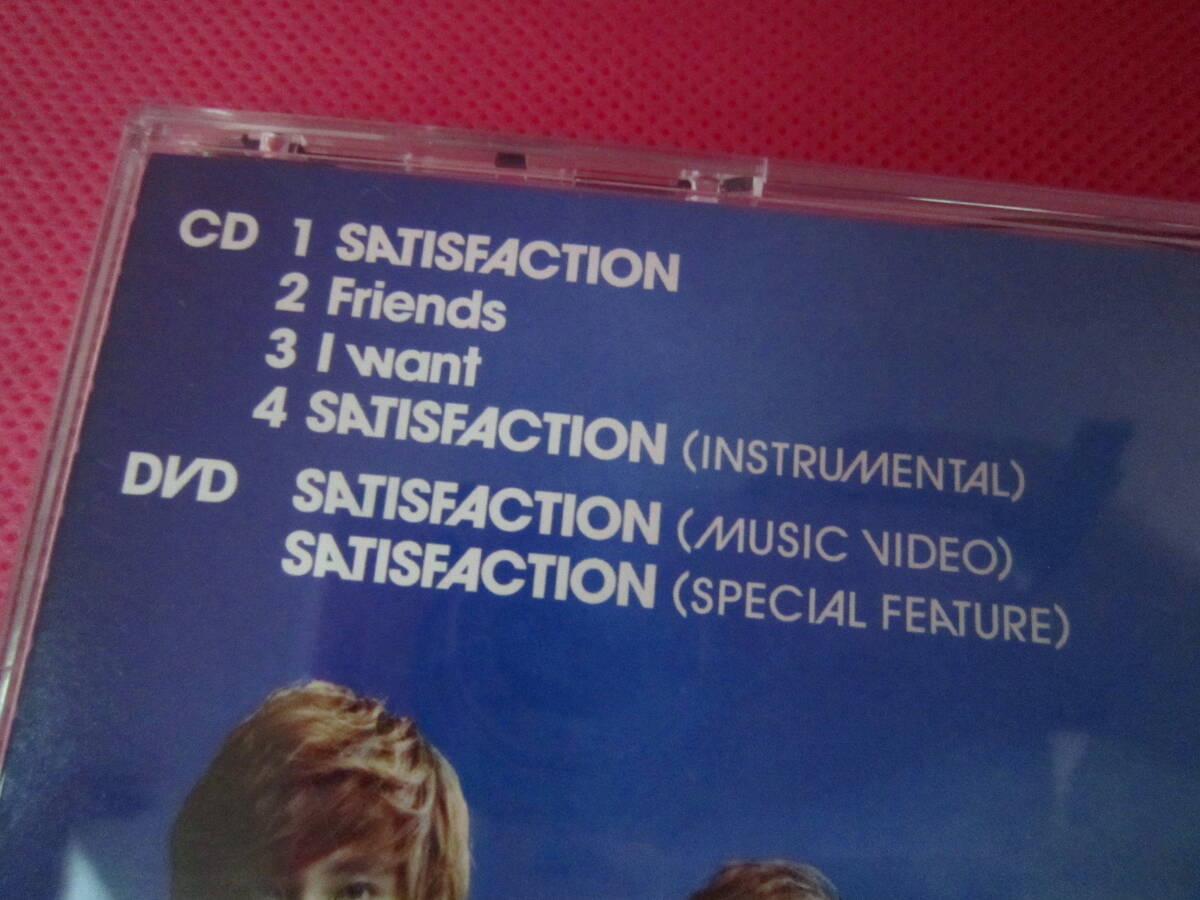 CD 1 SATISFACTION
2 Friends
3 I want
4 SATISFACTION (INSTRUMENTAL)
DVD SATISFACTION (MUSIC VIDEO)
SATISFACTION (SPECIAL FEATURE)